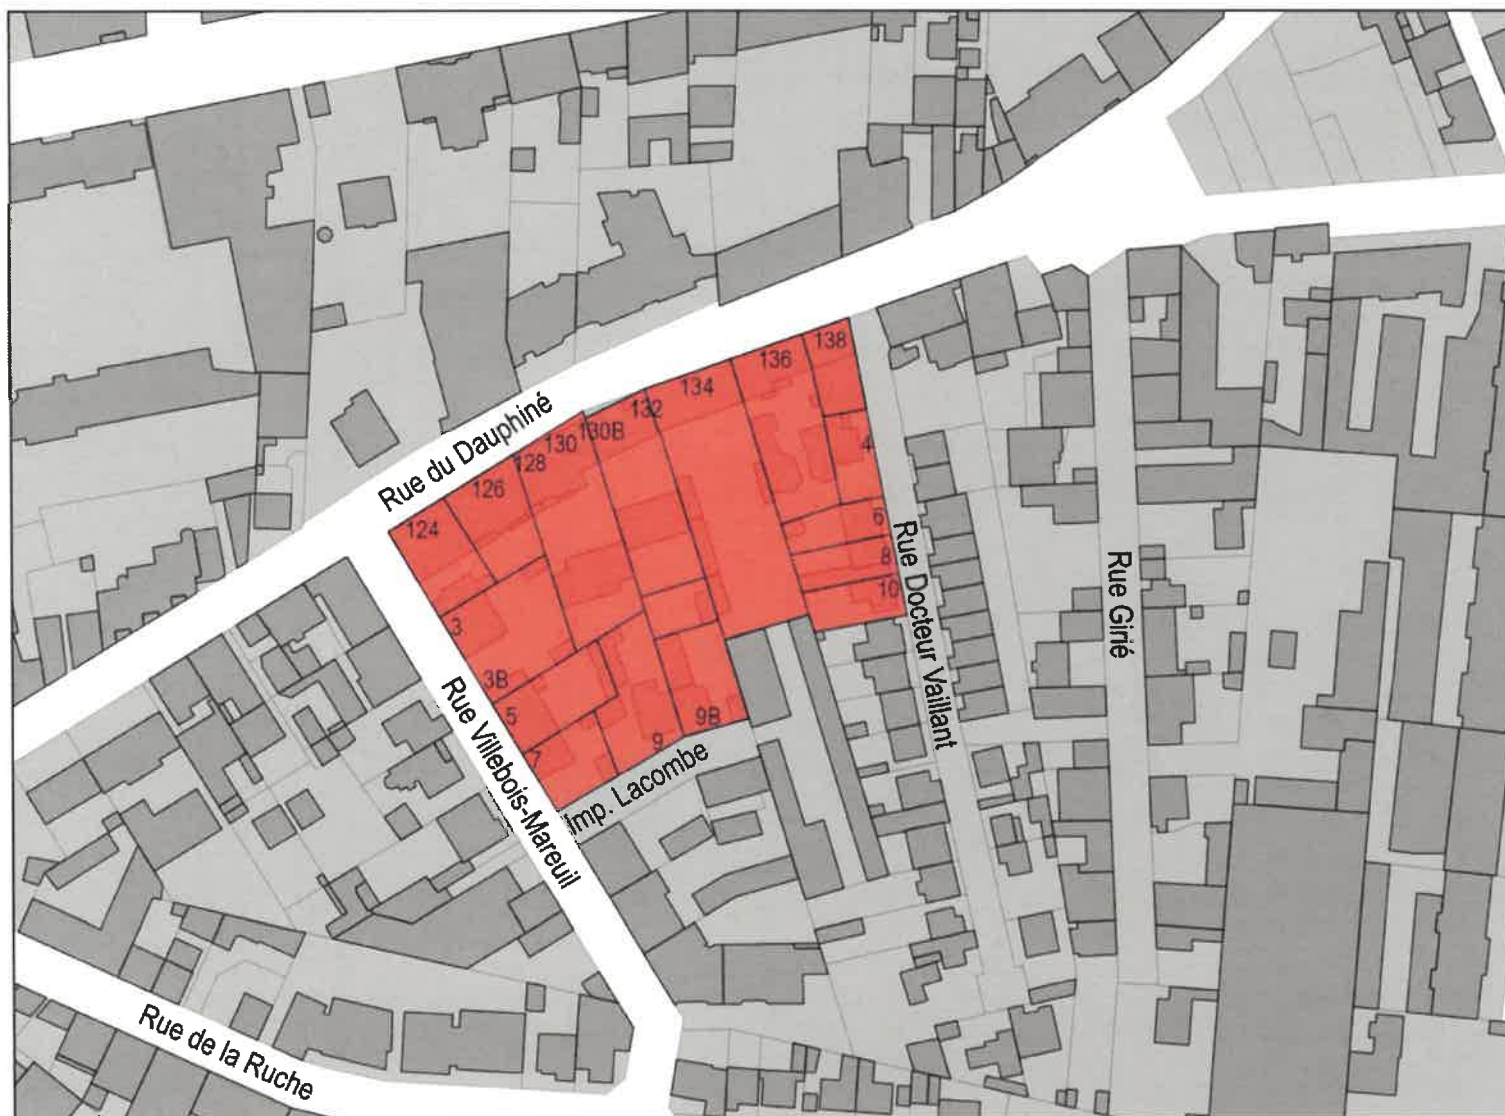 138
136
134
132
130B
130
128
126
124
4
6
8
10
3
3B
5
7
9
9B
Rue du Dauphiné
Rue Docteur Vaillant
Rue Girié
Rue Villebois-Mareuil
Imp. Lacombe
Rue de la Ruche